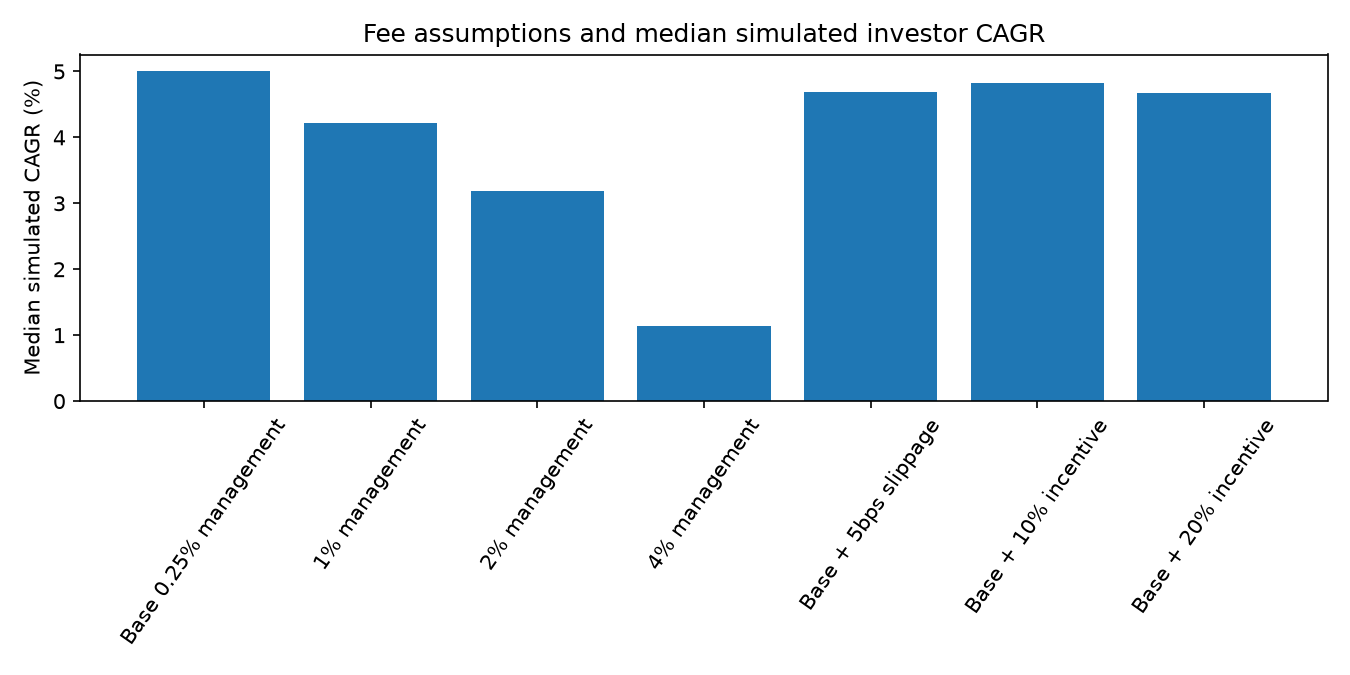 Fee assumptions and median simulated investor CAGR
Median simulated CAGR (%)
5
4
3
2
1
0
Base 0.25% management
1% management
2% management
4% management
Base + 5bps slippage
Base + 10% incentive
Base + 20% incentive